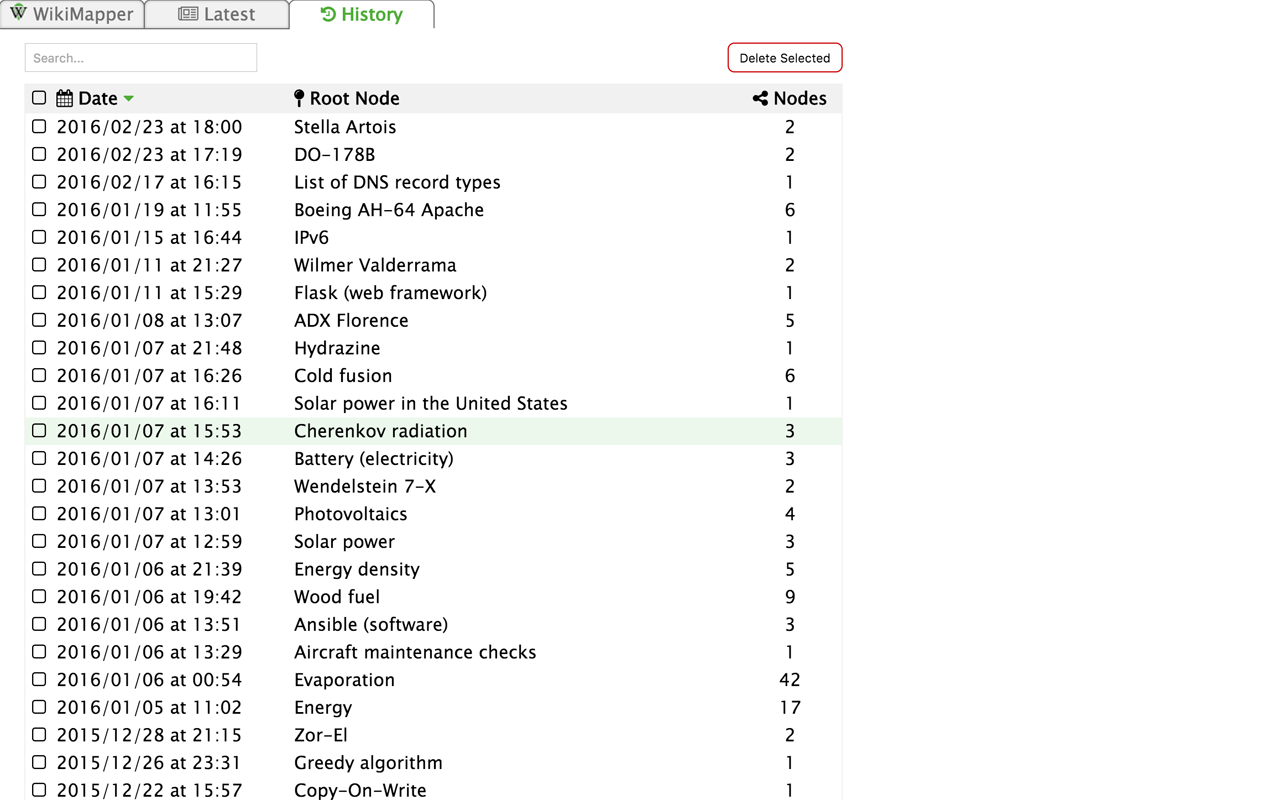 WikiMapper Latest History
Search... Delete Selected
Date Root Node Nodes
2016/02/23 at 18:00 Stella Artois 2
2016/02/23 at 17:19 DO-178B 2
2016/02/17 at 16:15 List of DNS record types 1
2016/01/19 at 11:55 Boeing AH-64 Apache 6
2016/01/15 at 16:44 IPv6 1
2016/01/11 at 21:27 Wilmer Valderrama 2
2016/01/11 at 15:29 Flask (web framework) 1
2016/01/08 at 13:07 ADX Florence 5
2016/01/07 at 21:48 Hydrazine 1
2016/01/07 at 16:26 Cold fusion 6
2016/01/07 at 16:11 Solar power in the United States 1
2016/01/07 at 15:53 Cherenkov radiation 3
2016/01/07 at 14:26 Battery (electricity) 3
2016/01/07 at 13:53 Wendelstein 7-X 2
2016/01/07 at 13:01 Photovoltaics 4
2016/01/07 at 12:59 Solar power 3
2016/01/06 at 21:39 Energy density 5
2016/01/06 at 19:42 Wood fuel 9
2016/01/06 at 13:51 Ansible (software) 3
2016/01/06 at 13:29 Aircraft maintenance checks 1
2016/01/06 at 00:54 Evaporation 42
2016/01/05 at 11:02 Energy 17
2015/12/28 at 21:15 Zor-El 2
2015/12/26 at 23:31 Greedy algorithm 1
2015/12/22 at 15:57 Copy-On-Write 1